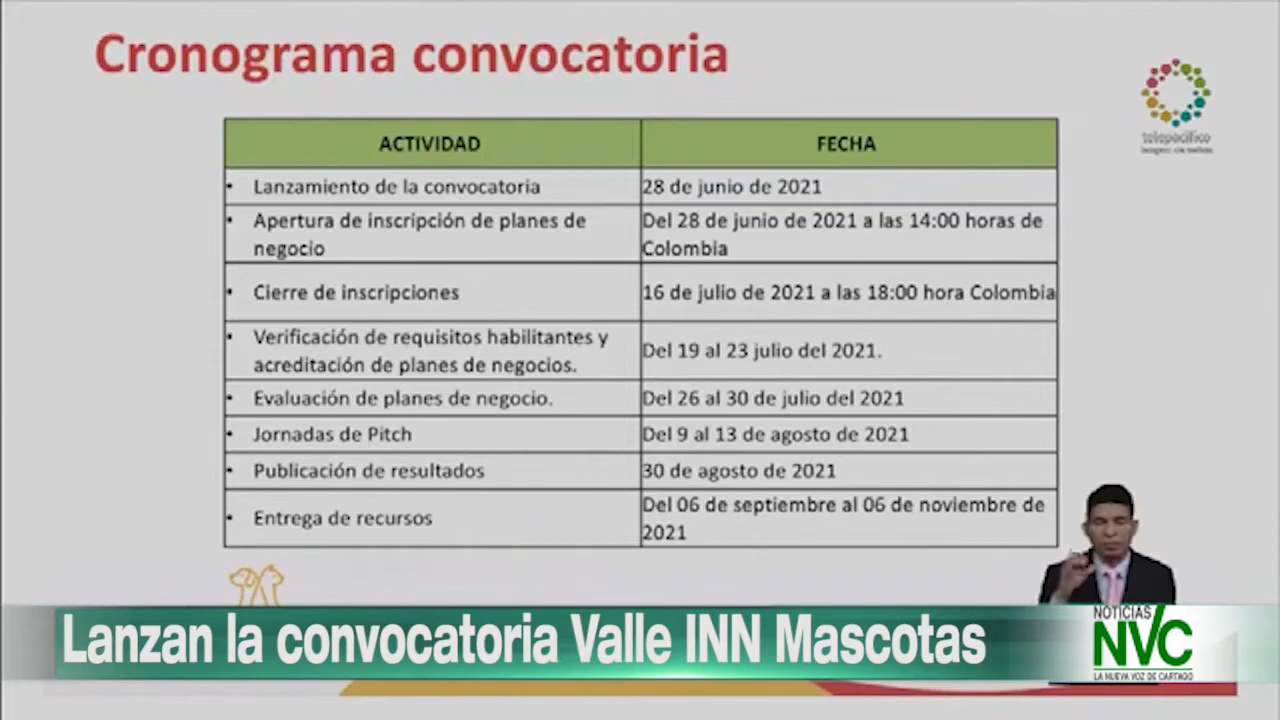 Cronograma convocatoria
telepacífico
ACTIVIDAD
FECHA
• Lanzamiento de la convocatoria
28 de junio de 2021
• Apertura de inscripción de planes de
negocio
Del 28 de junio de 2021 a las 14:00 horas de
Colombia
• Cierre de inscripciones
16 de julio de 2021 a las 18:00 hora Colombia
• Verificación de requisitos habilitantes y
acreditación de planes de negocios.
Del 19 al 23 julio del 2021.
• Evaluación de planes de negocio.
Del 26 al 30 de julio del 2021
• Jornadas de Pitch
Del 9 al 13 de agosto de 2021
• Publicación de resultados
30 de agosto de 2021
• Entrega de recursos
Del 06 de septiembre al 06 de noviembre de
2021
Lanzan la convocatoria Valle INN Mascotas
NOTICIAS
NVC
LA NUEVA VOZ DE CARTAGO